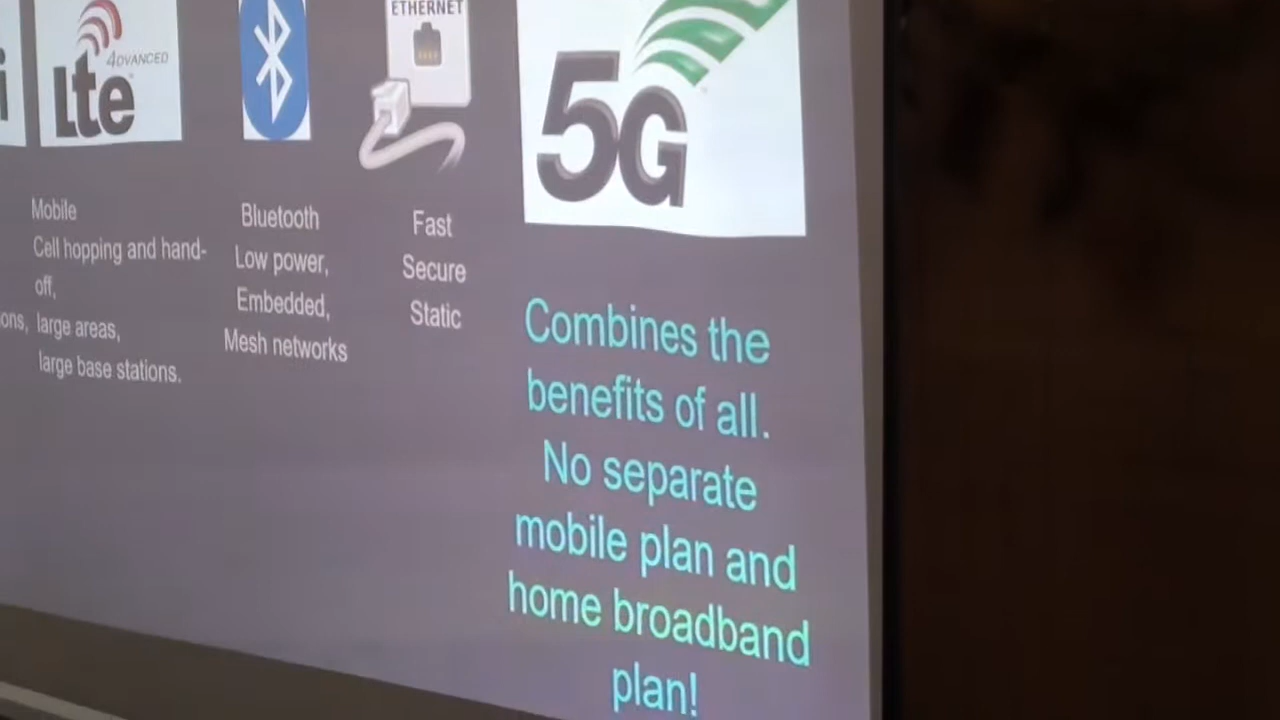 i
4DVANCED
Lte
ETHERNET
5G
Mobile
Cell hopping and hand-
off,
ons, large areas,
large base stations.
Bluetooth
Low power,
Embedded,
Mesh networks
Fast
Secure
Static
Combines the
benefits of all.
No separate
mobile plan and
home broadband
plan!